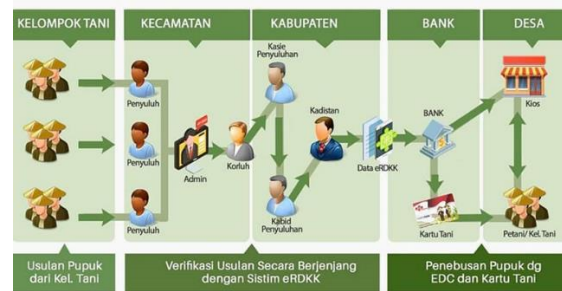 KELOMPOK TANI
KECAMATAN
KABUPATEN
BANK
DESA
Kasie
Penyuluhan
Penyuluh
Kios
Kadistan
BANK
Penyuluh
Admin
Korluh
Data eRDKK
Penyuluh
Kabid
Penyuluhan
Kartu Tani
Petani/ Kel. Tani
Usulan Pupuk
dari Kel. Tani
Verifikasi Usulan Secara Berjenjang
dengan Sistim eRDKK
Penebusan Pupuk dg
EDC dan Kartu Tani